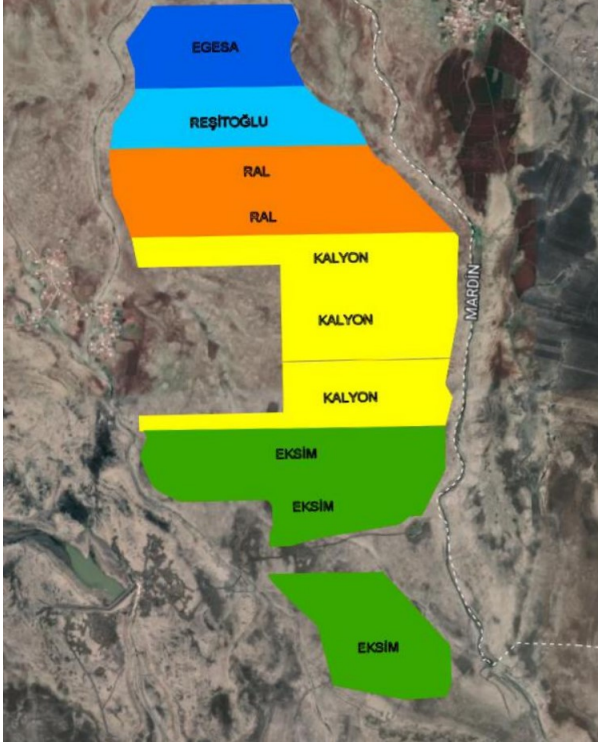 EGESA
REŞİTOĞLU
RAL
RAL
KALYON
MARDİN
KALYON
KALYON
EKSİM
EKSİM
EKSİM